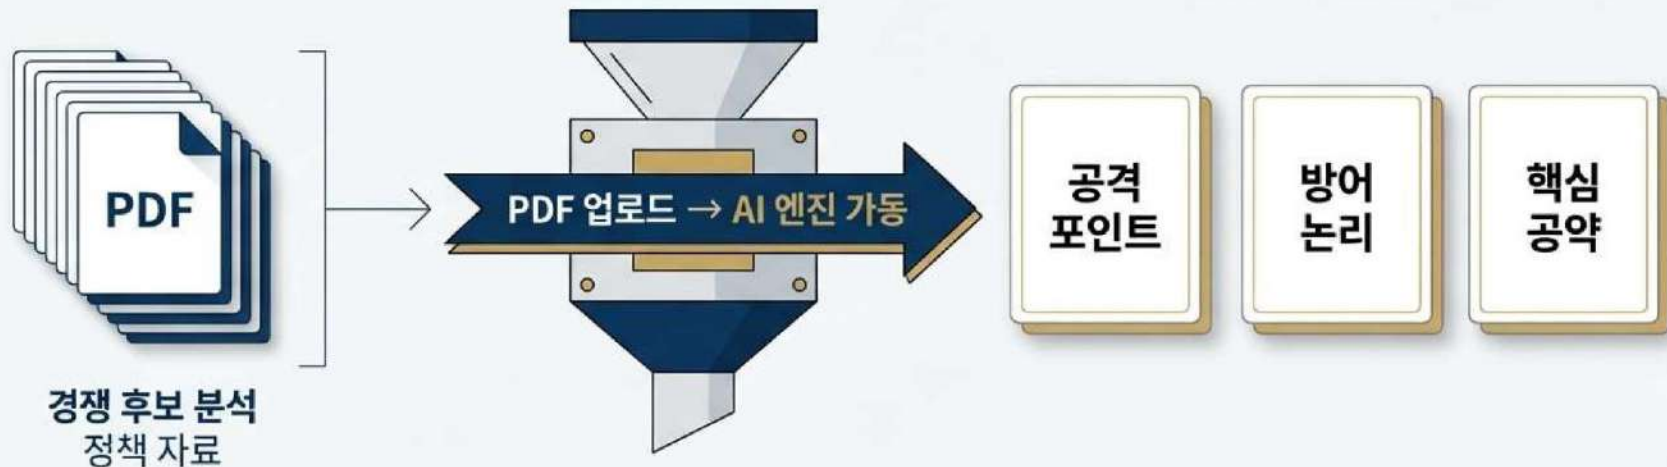 PDF
경쟁 후보 분석
정책 자료
PDF 업로드 → AI 엔진 가동
공격
포인트
방어
논리
핵심
공약